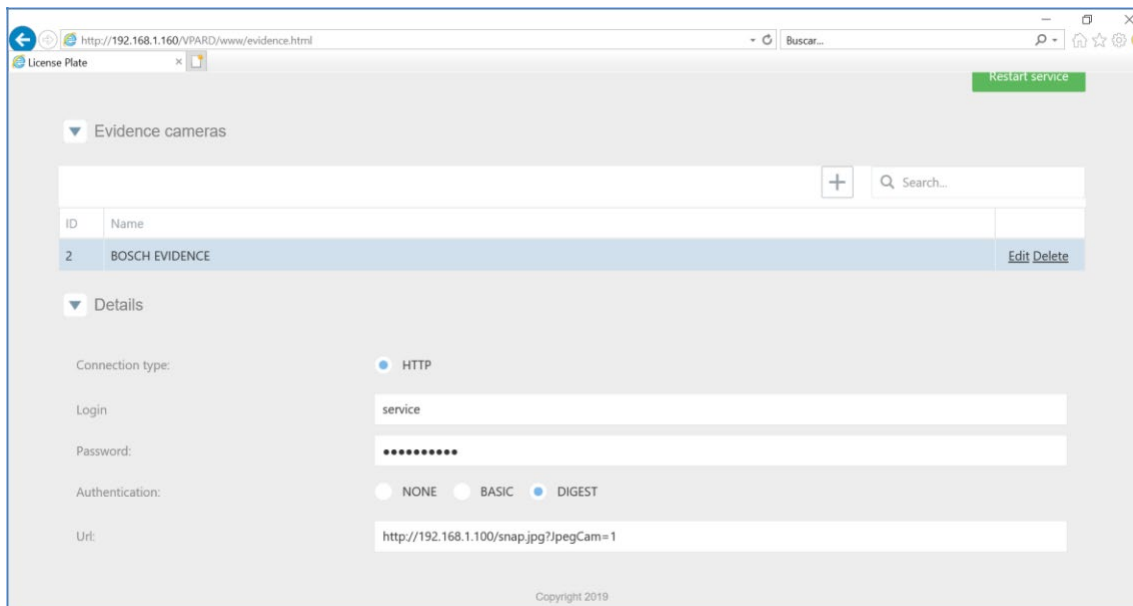 http://192.168.1.160/VPARD/www/evidence.html
Buscar...
License Plate
Restart service
Evidence cameras
Search...
ID Name
2 BOSCH EVIDENCE Edit Delete
Details
Connection type: HTTP
Login service
Password: ••••••••••
Authentication: NONE BASIC DIGEST
Url: http://192.168.1.100/snap.jpg?JpegCam=1
Copyright 2019